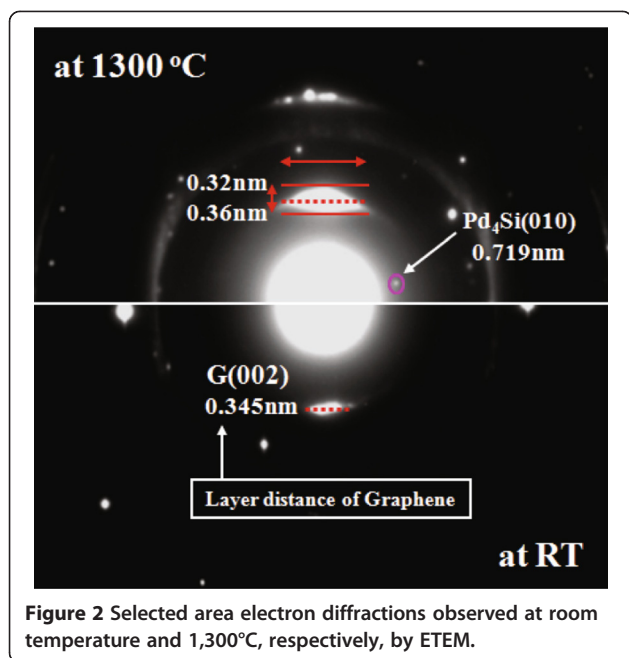 at 1300 °C
0.32nm
0.36nm
Pd₄Si(010)
0.719nm
G(002)
0.345nm
Layer distance of Graphene
at RT
Figure 2 Selected area electron diffractions observed at room
temperature and 1,300°C, respectively, by ETEM.